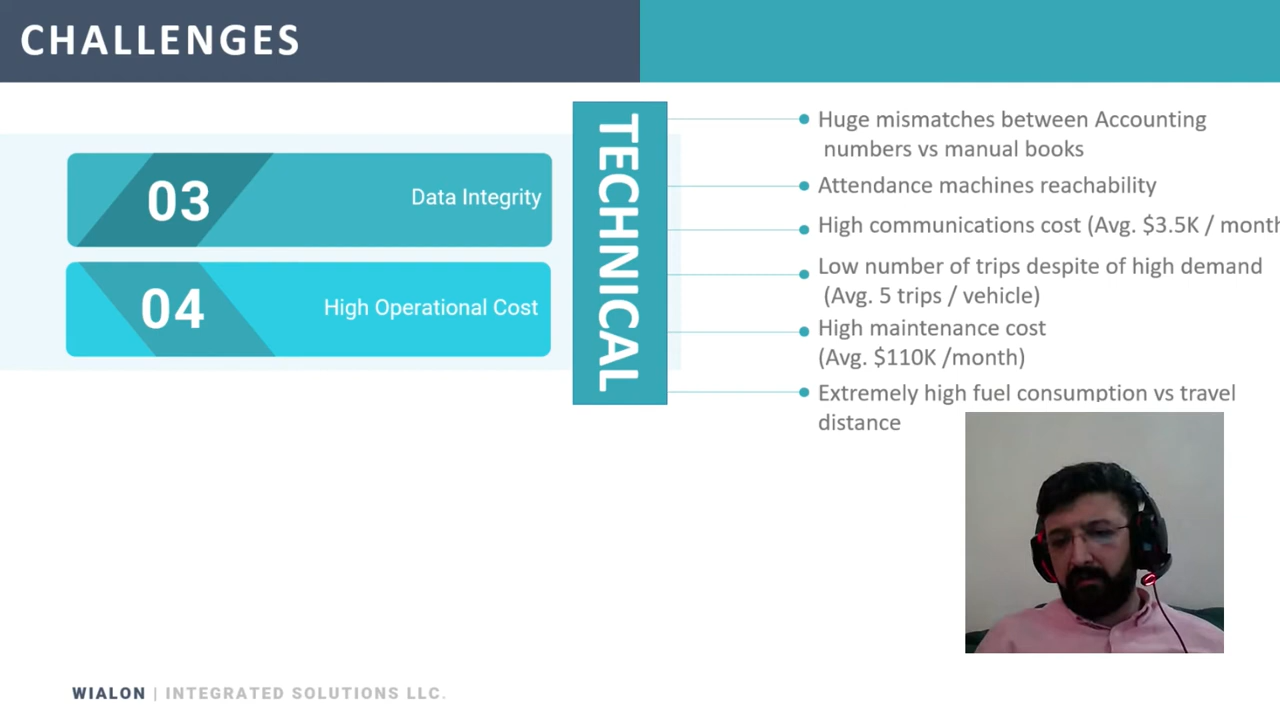 CHALLENGES
03
Data Integrity
04
High Operational Cost
TECHNICAL
Huge mismatches between Accounting
numbers vs manual books
Attendance machines reachability
High communications cost (Avg. $3.5K / month
Low number of trips despite of high demand
(Avg. 5 trips / vehicle)
High maintenance cost
(Avg. $110K /month)
Extremely high fuel consumption vs travel
distance
WIALON | INTEGRATED SOLUTIONS LLC.